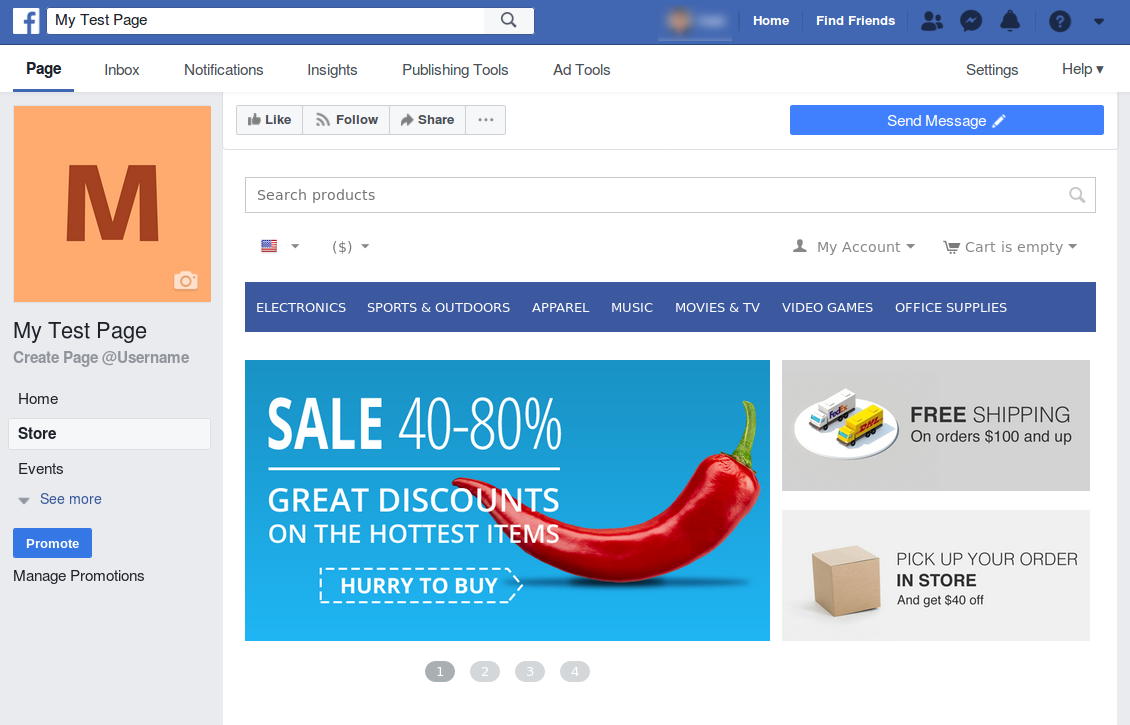 f My Test Page
Home Find Friends ?
Page Inbox Notifications Insights Publishing Tools Ad Tools Settings Help ▾
M
My Test Page
Create Page @Username
Home
Store
Events
See more
Promote
Manage Promotions
Like Follow Share ...
Send Message
Search products
($) My Account Cart is empty
ELECTRONICS SPORTS & OUTDOORS APPAREL MUSIC MOVIES & TV VIDEO GAMES OFFICE SUPPLIES
SALE 40-80%
GREAT DISCOUNTS
ON THE HOTTEST ITEMS
HURRY TO BUY
1 2 3 4
FedEx
DHL
FREE SHIPPING
On orders $100 and up
PICK UP YOUR ORDER
IN STORE
And get $40 off